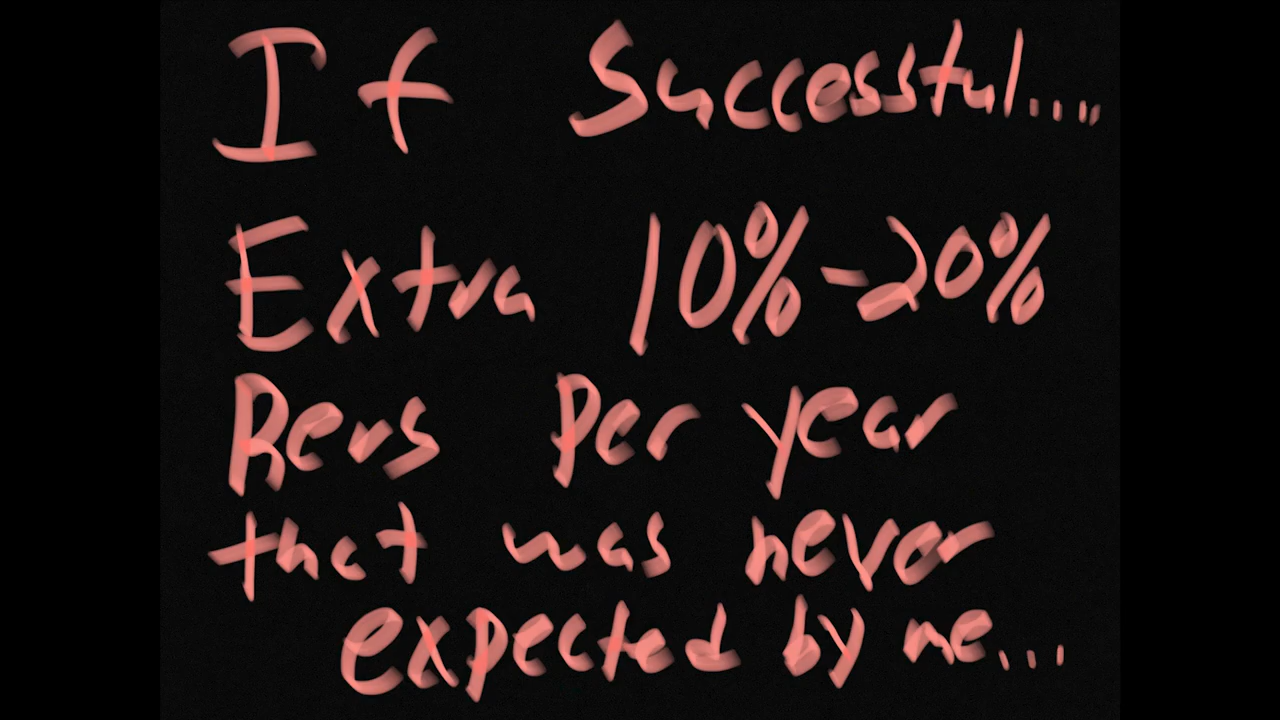 If Successful....
Extra 10%-20%
Revs Per year
that was never
expected by me...